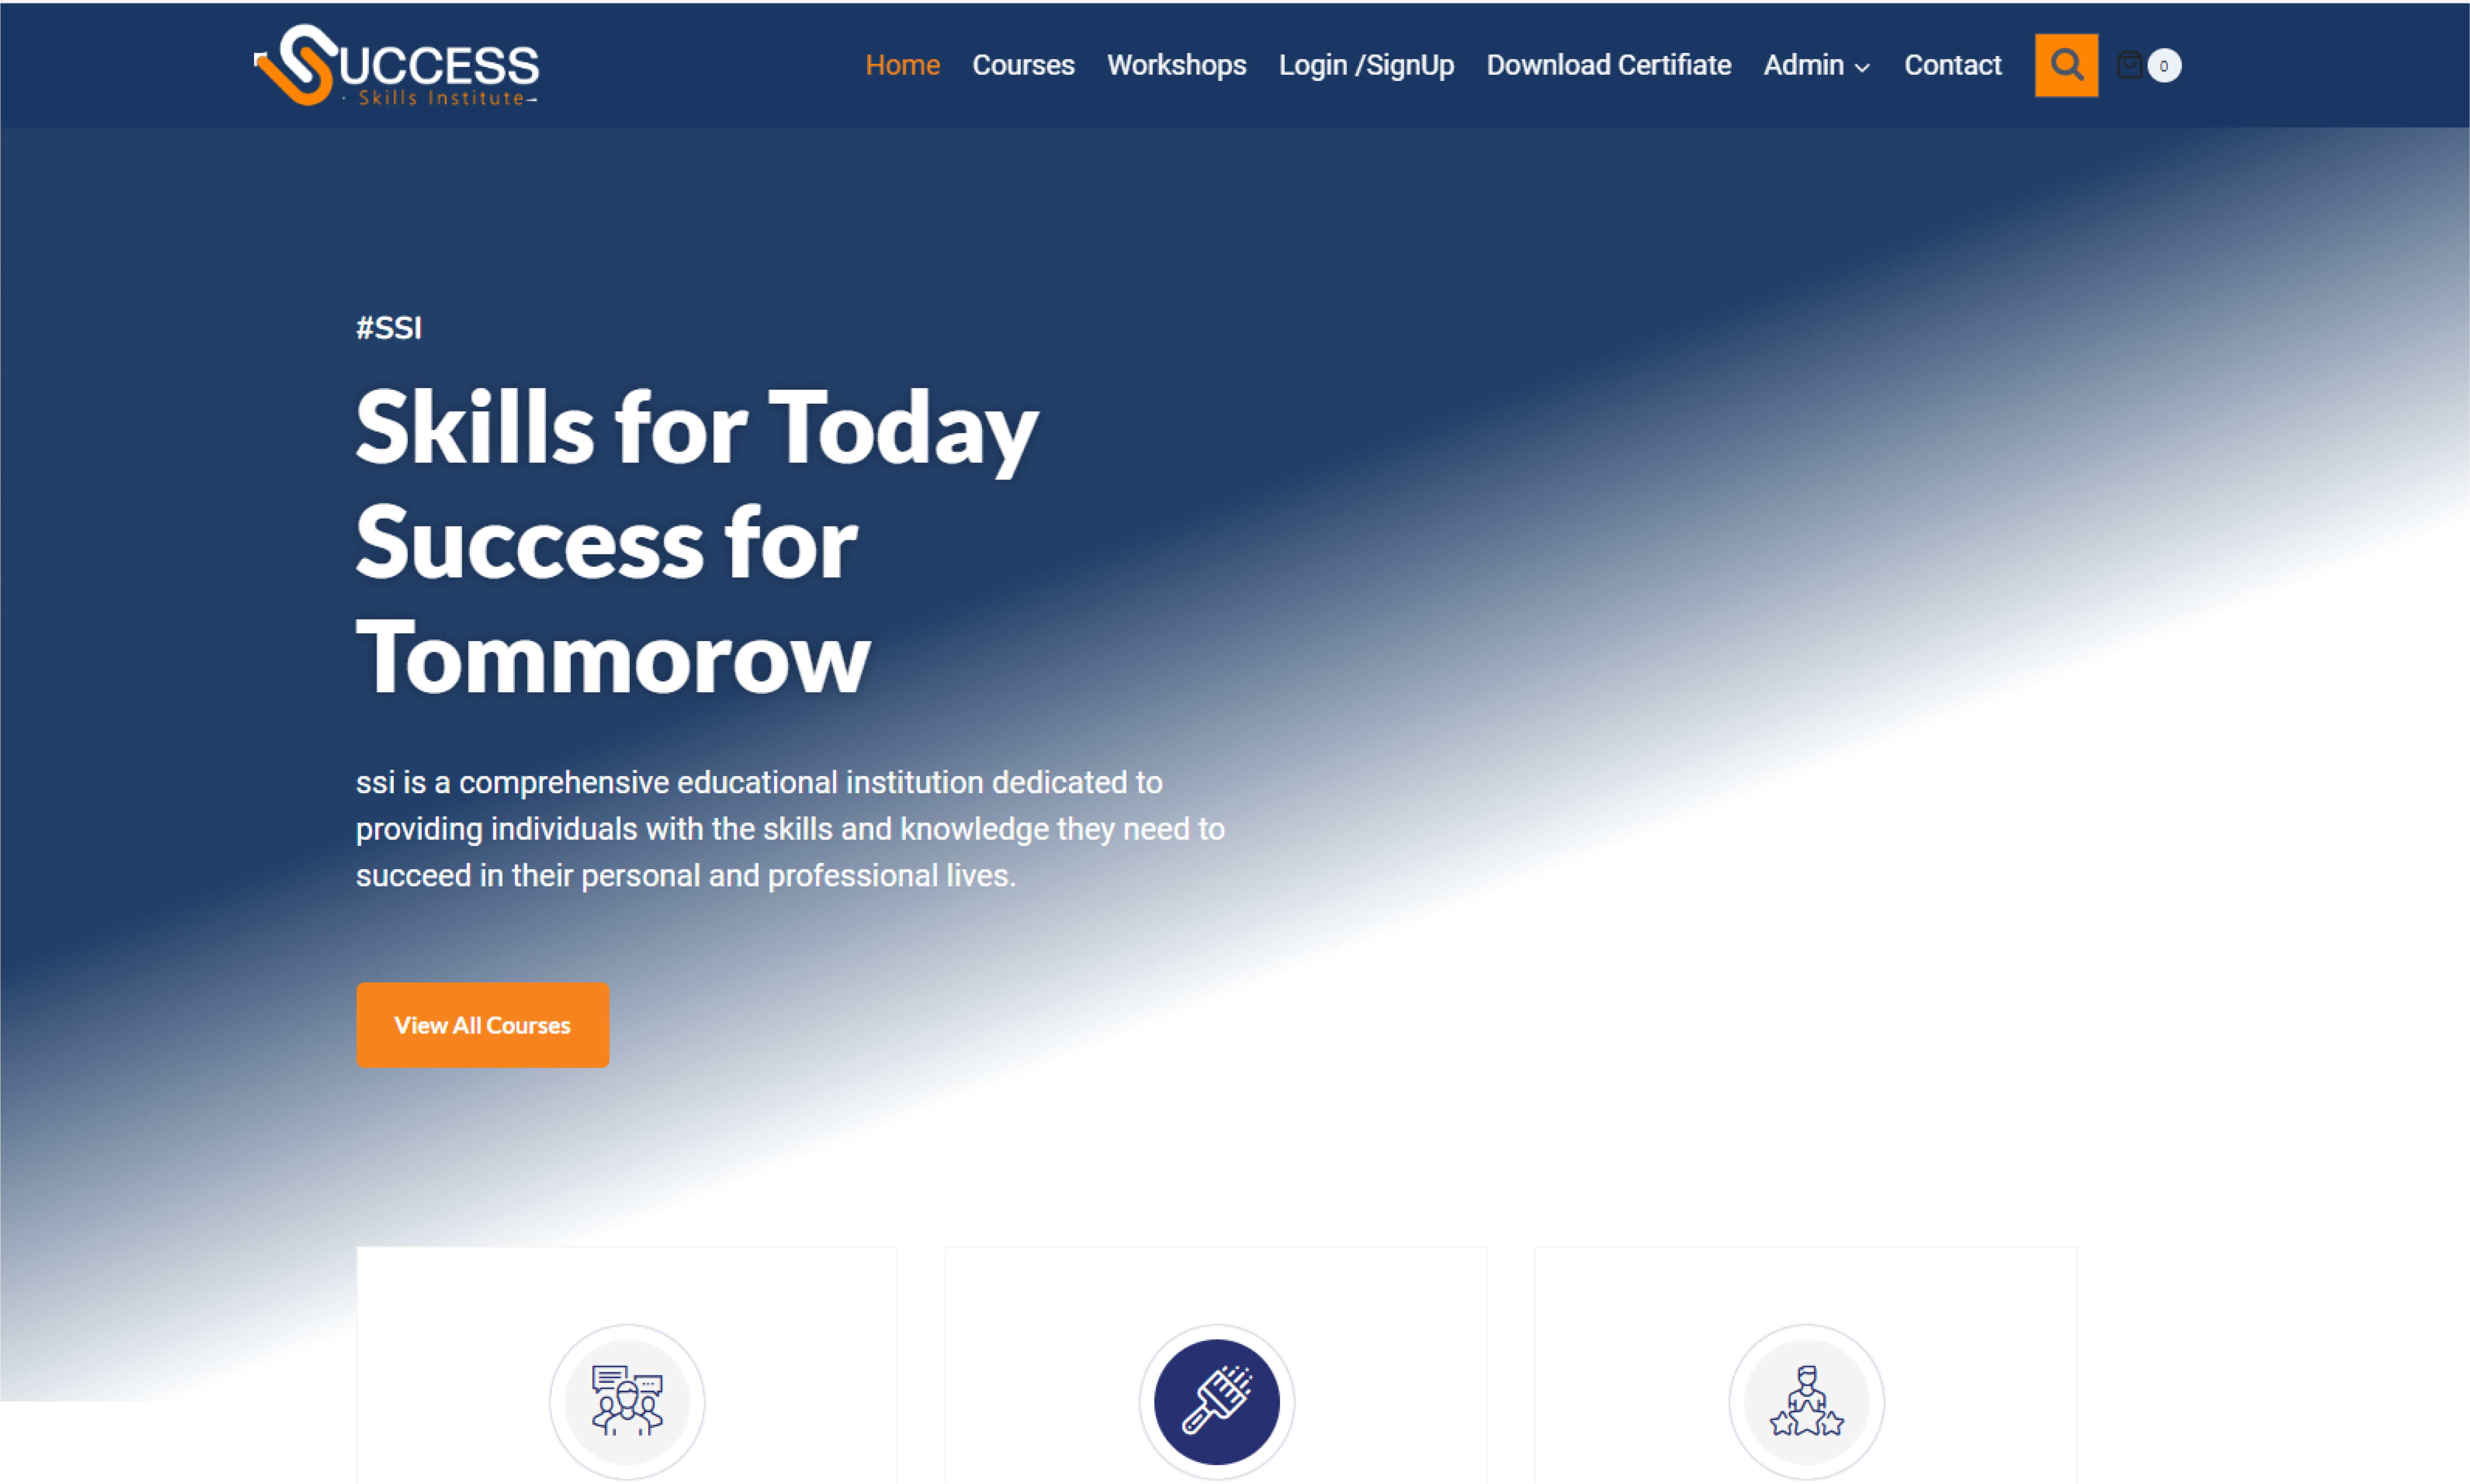 SUCCESS
Skills Institute
Home Courses Workshops Login /SignUp Download Certifiate Admin Contact 0
#SSI
Skills for Today
Success for
Tommorow
ssi is a comprehensive educational institution dedicated to
providing individuals with the skills and knowledge they need to
succeed in their personal and professional lives.
View All Courses